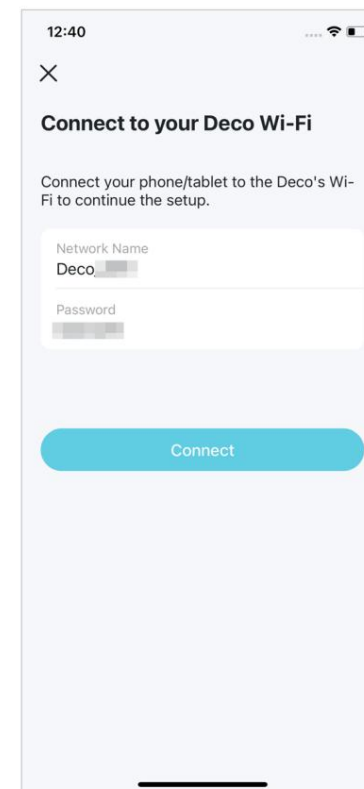 12:40
Connect to your Deco Wi-Fi
Connect your phone/tablet to the Deco's Wi-
Fi to continue the setup.
Network Name
Deco
Password
Connect